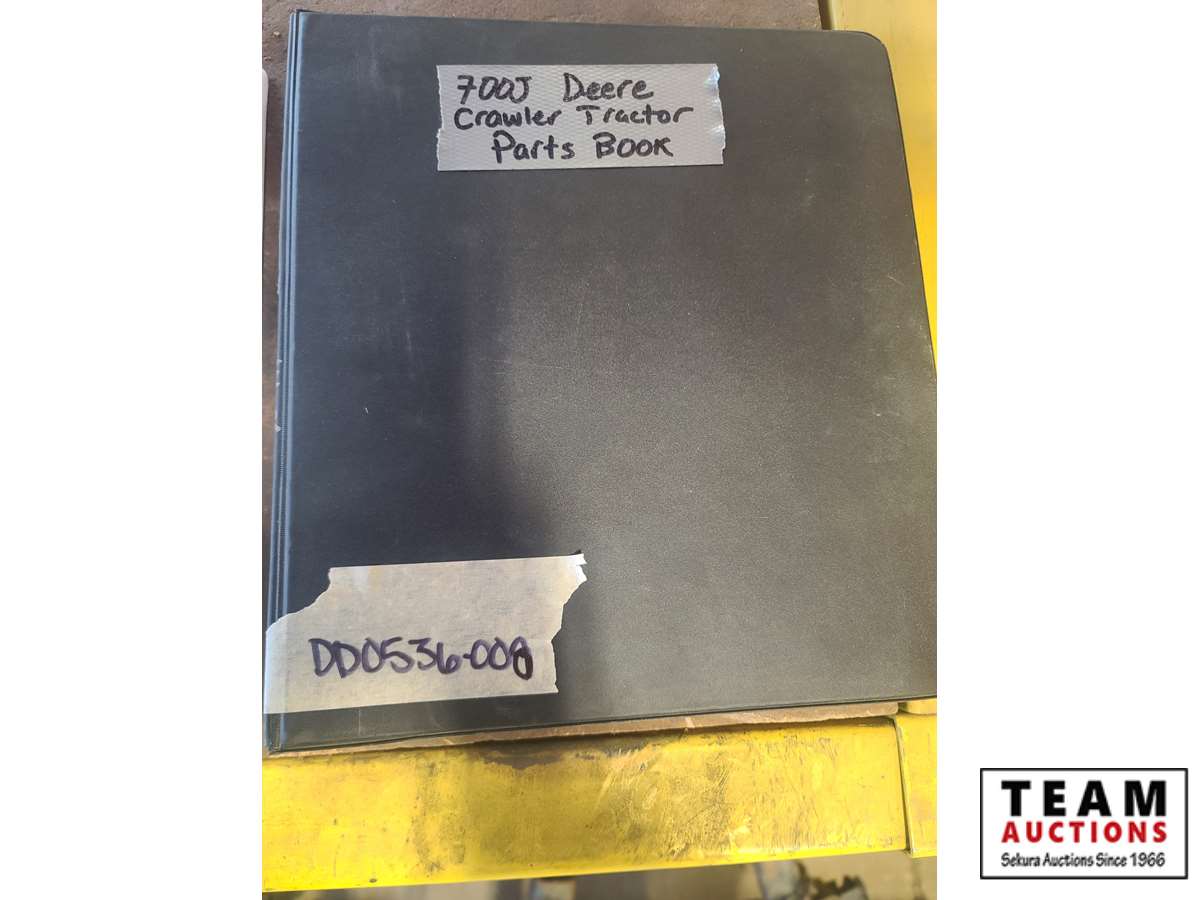 700J Deere
Crawler Tractor
Parts Book
DD0536-008
TEAM
AUCTIONS
Sekura Auctions Since 1966